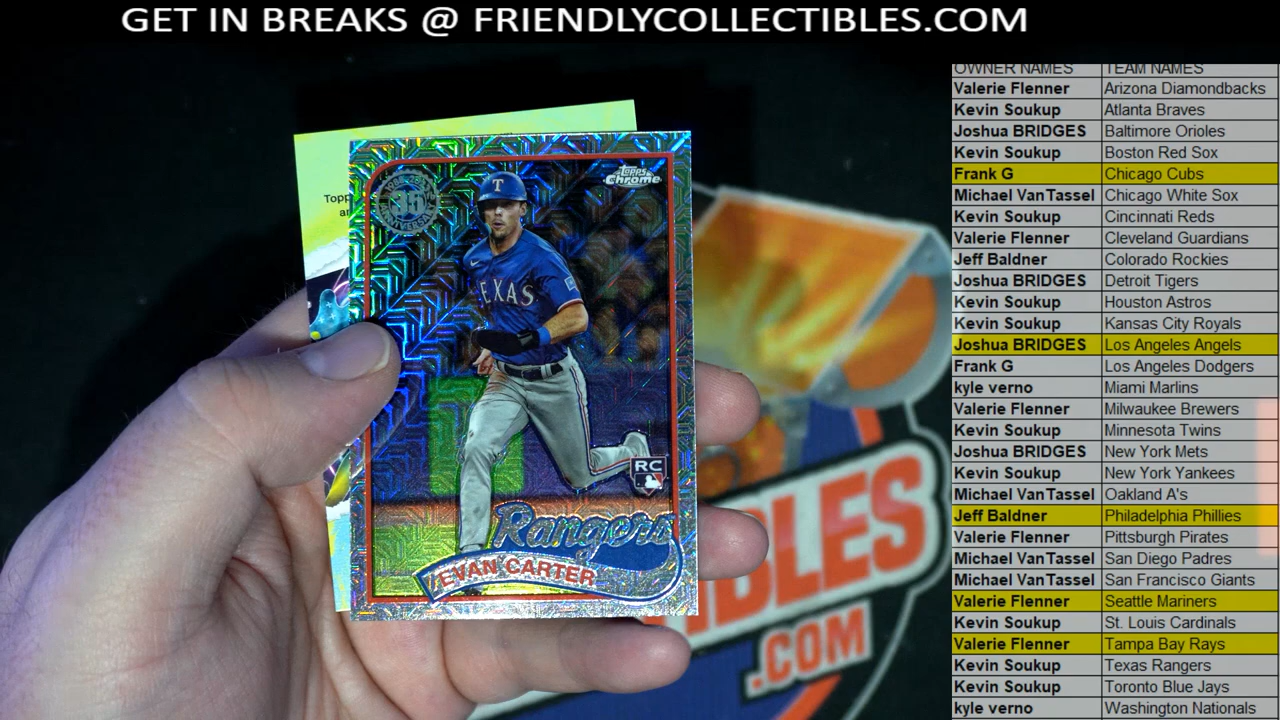 GET IN BREAKS @ FRIENDLYCOLLECTIBLES.COM
OWNER NAMES TEAM NAMES
Valerie Flenner Arizona Diamondbacks
Kevin Soukup Atlanta Braves
Joshua BRIDGES Baltimore Orioles
Kevin Soukup Boston Red Sox
Frank G Chicago Cubs
Michael VanTassel Chicago White Sox
Kevin Soukup Cincinnati Reds
Valerie Flenner Cleveland Guardians
Jeff Baldner Colorado Rockies
Joshua BRIDGES Detroit Tigers
Kevin Soukup Houston Astros
Kevin Soukup Kansas City Royals
Joshua BRIDGES Los Angeles Angels
Frank G Los Angeles Dodgers
kyle verno Miami Marlins
Valerie Flenner Milwaukee Brewers
Kevin Soukup Minnesota Twins
Joshua BRIDGES New York Mets
Kevin Soukup New York Yankees
Michael VanTassel Oakland A's
Jeff Baldner Philadelphia Phillies
Valerie Flenner Pittsburgh Pirates
Michael VanTassel San Diego Padres
Michael VanTassel San Francisco Giants
Valerie Flenner Seattle Mariners
Kevin Soukup St. Louis Cardinals
Valerie Flenner Tampa Bay Rays
Kevin Soukup Texas Rangers
Kevin Soukup Toronto Blue Jays
kyle verno Washington Nationals
Topps
Chrome
35
T
TEXAS
RC
Rangers
EVAN CARTER
Topp
IBLES
.COM